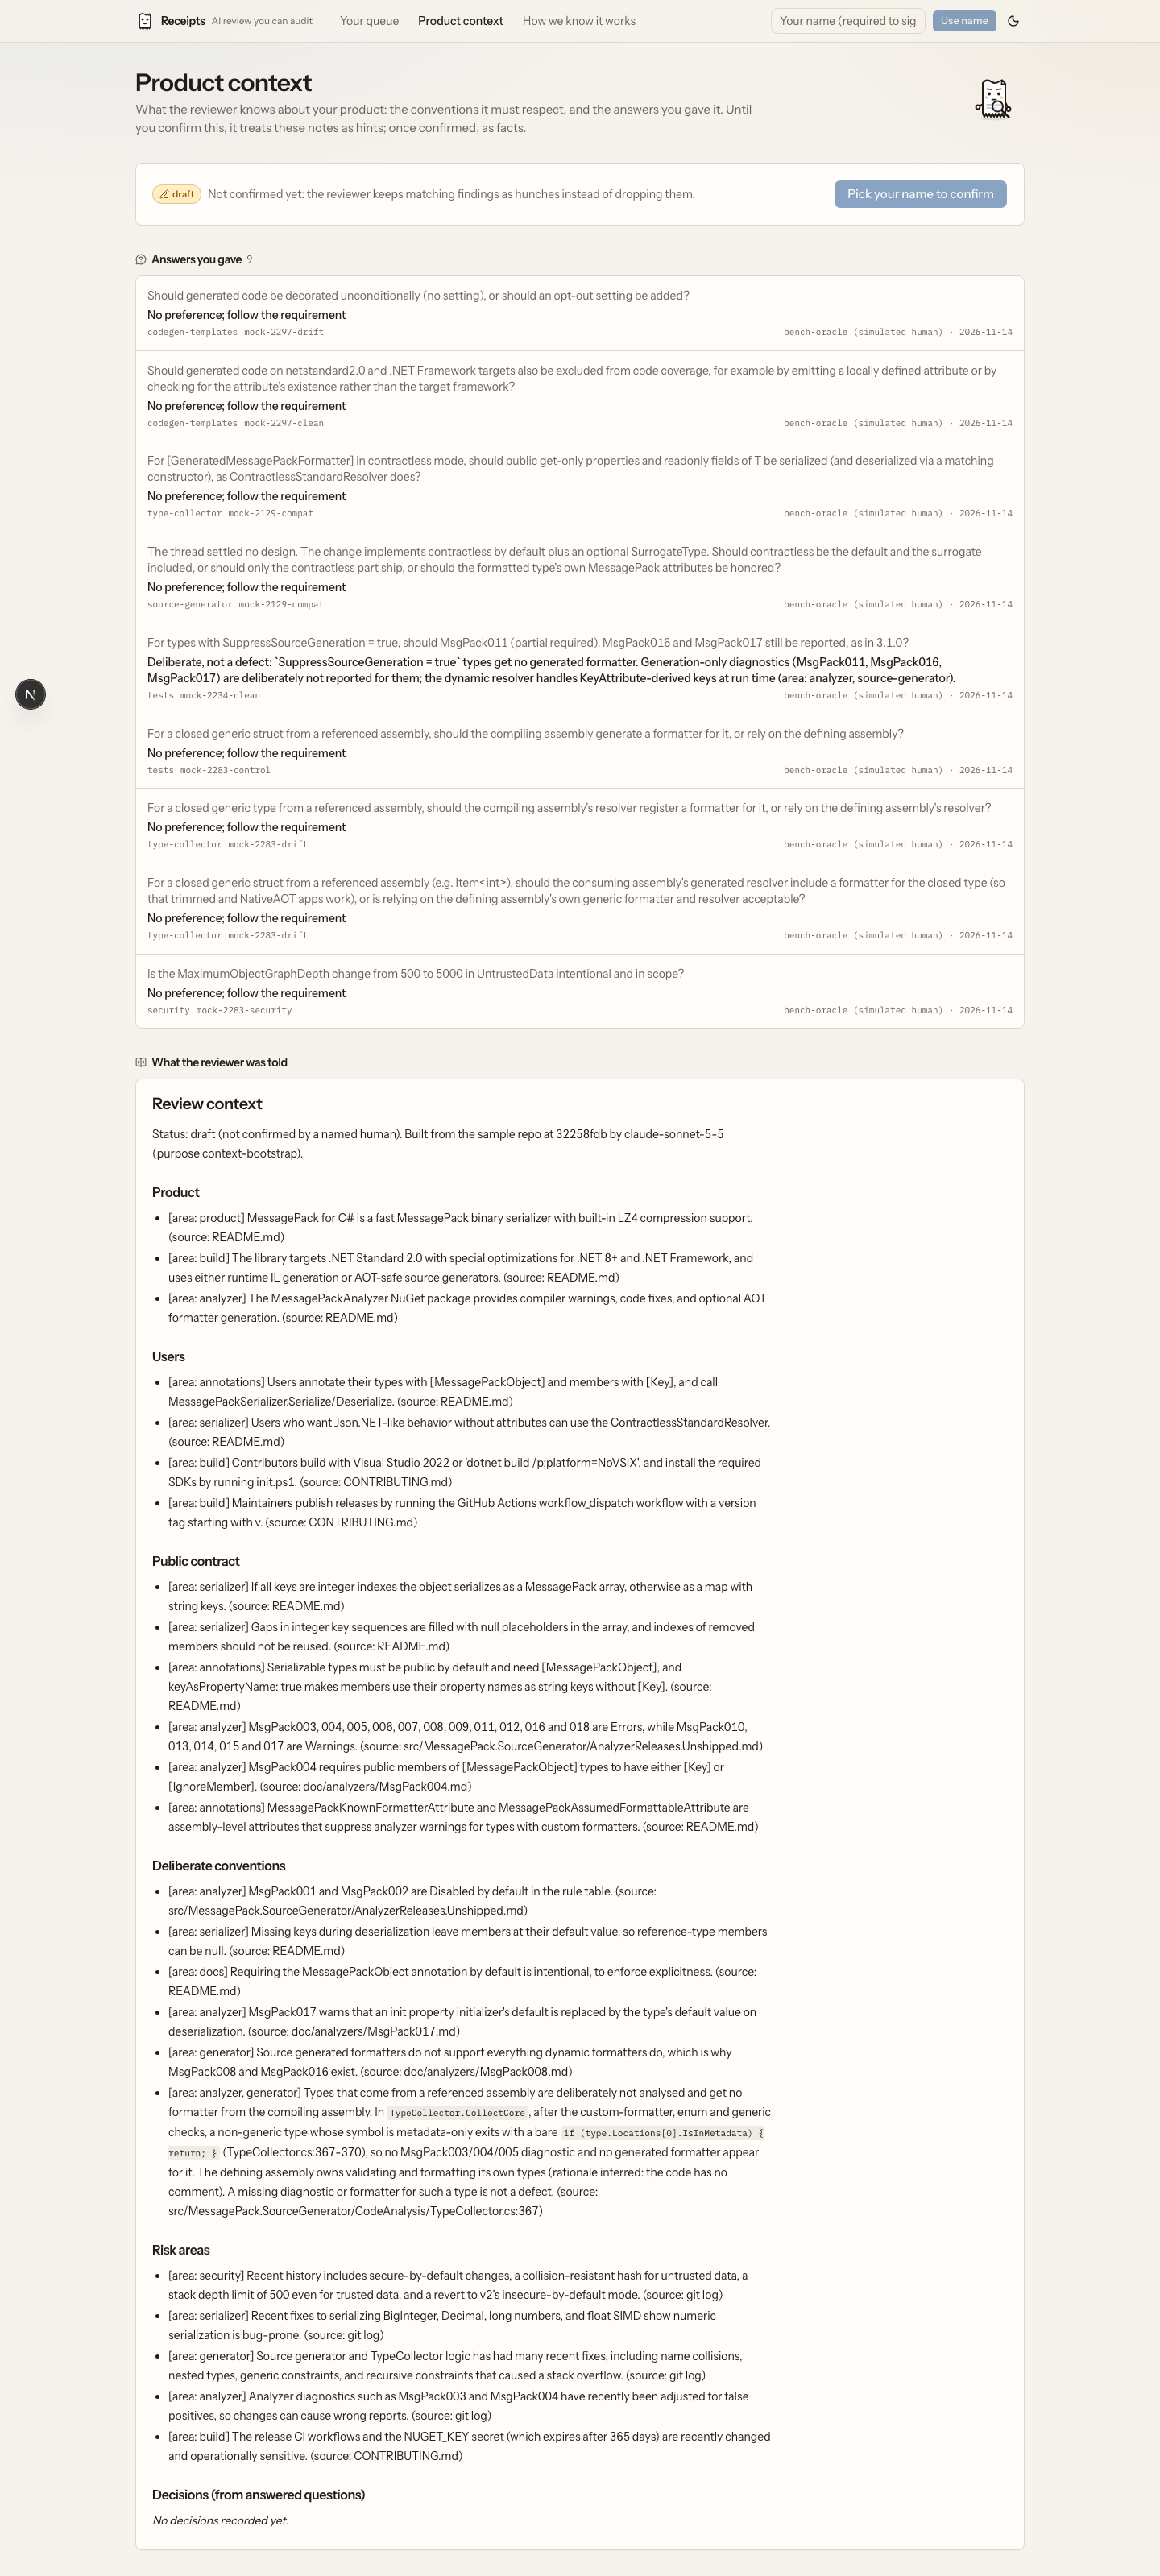 Receipts AI review you can audit Your queue Product context How we know it works Your name (required to sig Use name
Product context
What the reviewer knows about your product: the conventions it must respect, and the answers you gave it. Until
you confirm this, it treats these notes as hints; once confirmed, as facts.
draft Not confirmed yet: the reviewer keeps matching findings as hunches instead of dropping them. Pick your name to confirm
Answers you gave 9
Should generated code be decorated unconditionally (no setting), or should an opt-out setting be added?
No preference; follow the requirement
codegen-templates mock-2297-drift bench-oracle (simulated human) · 2026-11-14
Should generated code on netstandard2.0 and .NET Framework targets also be excluded from code coverage, for example by emitting a locally defined attribute or by
checking for the attribute's existence rather than the target framework?
No preference; follow the requirement
codegen-templates mock-2297-clean bench-oracle (simulated human) · 2026-11-14
For [GeneratedMessagePackFormatter] in contractless mode, should public get-only properties and readonly fields of T be serialized (and deserialized via a matching
constructor), as ContractlessStandardResolver does?
No preference; follow the requirement
type-collector mock-2129-compat bench-oracle (simulated human) · 2026-11-14
The thread settled no design. The change implements contractless by default plus an optional SurrogateType. Should contractless be the default and the surrogate
included, or should only the contractless part ship, or should the formatted type's own MessagePack attributes be honored?
No preference; follow the requirement
source-generator mock-2129-compat bench-oracle (simulated human) · 2026-11-14
For types with SuppressSourceGeneration = true, should MsgPack011 (partial required), MsgPack016 and MsgPack017 still be reported, as in 3.1.0?
Deliberate, not a defect: `SuppressSourceGeneration = true` types get no generated formatter. Generation-only diagnostics (MsgPack011, MsgPack016,
MsgPack017) are deliberately not reported for them; the dynamic resolver handles KeyAttribute-derived keys at run time (area: analyzer, source-generator).
tests mock-2234-clean bench-oracle (simulated human) · 2026-11-14
For a closed generic struct from a referenced assembly, should the compiling assembly generate a formatter for it, or rely on the defining assembly?
No preference; follow the requirement
tests mock-2283-control bench-oracle (simulated human) · 2026-11-14
For a closed generic type from a referenced assembly, should the compiling assembly's resolver register a formatter for it, or rely on the defining assembly's resolver?
No preference; follow the requirement
type-collector mock-2283-drift bench-oracle (simulated human) · 2026-11-14
For a closed generic struct from a referenced assembly (e.g. Item<int>), should the consuming assembly's generated resolver include a formatter for the closed type (so
that trimmed and NativeAOT apps work), or is relying on the defining assembly's own generic formatter and resolver acceptable?
No preference; follow the requirement
type-collector mock-2283-drift bench-oracle (simulated human) · 2026-11-14
Is the MaximumObjectGraphDepth change from 500 to 5000 in UntrustedData intentional and in scope?
No preference; follow the requirement
security mock-2283-security bench-oracle (simulated human) · 2026-11-14
What the reviewer was told
Review context
Status: draft (not confirmed by a named human). Built from the sample repo at 32258fdb by claude-sonnet-5-5
(purpose context-bootstrap).
Product
• [area: product] MessagePack for C# is a fast MessagePack binary serializer with built-in LZ4 compression support.
(source: README.md)
• [area: build] The library targets .NET Standard 2.0 with special optimizations for .NET 8+ and .NET Framework, and
uses either runtime IL generation or AOT-safe source generators. (source: README.md)
• [area: analyzer] The MessagePackAnalyzer NuGet package provides compiler warnings, code fixes, and optional AOT
formatter generation. (source: README.md)
Users
• [area: annotations] Users annotate their types with [MessagePackObject] and members with [Key], and call
MessagePackSerializer.Serialize/Deserialize. (source: README.md)
• [area: serializer] Users who want Json.NET-like behavior without attributes can use the ContractlessStandardResolver.
(source: README.md)
• [area: build] Contributors build with Visual Studio 2022 or 'dotnet build /p:platform=NoVSIX', and install the required
SDKs by running init.ps1. (source: CONTRIBUTING.md)
• [area: build] Maintainers publish releases by running the GitHub Actions workflow_dispatch workflow with a version
tag starting with v. (source: CONTRIBUTING.md)
Public contract
• [area: serializer] If all keys are integer indexes the object serializes as a MessagePack array, otherwise as a map with
string keys. (source: README.md)
• [area: serializer] Gaps in integer key sequences are filled with null placeholders in the array, and indexes of removed
members should not be reused. (source: README.md)
• [area: annotations] Serializable types must be public by default and need [MessagePackObject], and
keyAsPropertyName: true makes members use their property names as string keys without [Key]. (source:
README.md)
• [area: analyzer] MsgPack003, 004, 005, 006, 007, 008, 009, 011, 012, 016 and 018 are Errors, while MsgPack010,
013, 014, 015 and 017 are Warnings. (source: src/MessagePack.SourceGenerator/AnalyzerReleases.Unshipped.md)
• [area: analyzer] MsgPack004 requires public members of [MessagePackObject] types to have either [Key] or
[IgnoreMember]. (source: doc/analyzers/MsgPack004.md)
• [area: annotations] MessagePackKnownFormatterAttribute and MessagePackAssumedFormattableAttribute are
assembly-level attributes that suppress analyzer warnings for types with custom formatters. (source: README.md)
Deliberate conventions
• [area: analyzer] MsgPack001 and MsgPack002 are Disabled by default in the rule table. (source:
src/MessagePack.SourceGenerator/AnalyzerReleases.Unshipped.md)
• [area: serializer] Missing keys during deserialization leave members at their default value, so reference-type members
can be null. (source: README.md)
• [area: docs] Requiring the MessagePackObject annotation by default is intentional, to enforce explicitness. (source:
README.md)
• [area: analyzer] MsgPack017 warns that an init property initializer's default is replaced by the type's default value on
deserialization. (source: doc/analyzers/MsgPack017.md)
• [area: generator] Source generated formatters do not support everything dynamic formatters do, which is why
MsgPack008 and MsgPack016 exist. (source: doc/analyzers/MsgPack008.md)
• [area: analyzer, generator] Types that come from a referenced assembly are deliberately not analysed and get no
formatter from the compiling assembly. In TypeCollector.CollectCore, after the custom-formatter, enum and generic
checks, a non-generic type whose symbol is metadata-only exits with a bare if (type.Locations[0].IsInMetadata) {
return; } (TypeCollector.cs:367-370), so no MsgPack003/004/005 diagnostic and no generated formatter appear
for it. The defining assembly owns validating and formatting its own types (rationale inferred: the code has no
comment). A missing diagnostic or formatter for such a type is not a defect. (source:
src/MessagePack.SourceGenerator/CodeAnalysis/TypeCollector.cs:367)
Risk areas
• [area: security] Recent history includes secure-by-default changes, a collision-resistant hash for untrusted data, a
stack depth limit of 500 even for trusted data, and a revert to v2's insecure-by-default mode. (source: git log)
• [area: serializer] Recent fixes to serializing BigInteger, Decimal, long numbers, and float SIMD show numeric
serialization is bug-prone. (source: git log)
• [area: generator] Source generator and TypeCollector logic has had many recent fixes, including name collisions,
nested types, generic constraints, and recursive constraints that caused a stack overflow. (source: git log)
• [area: analyzer] Analyzer diagnostics such as MsgPack003 and MsgPack004 have recently been adjusted for false
positives, so changes can cause wrong reports. (source: git log)
• [area: build] The release CI workflows and the NUGET_KEY secret (which expires after 365 days) are recently changed
and operationally sensitive. (source: CONTRIBUTING.md)
Decisions (from answered questions)
No decisions recorded yet.
N